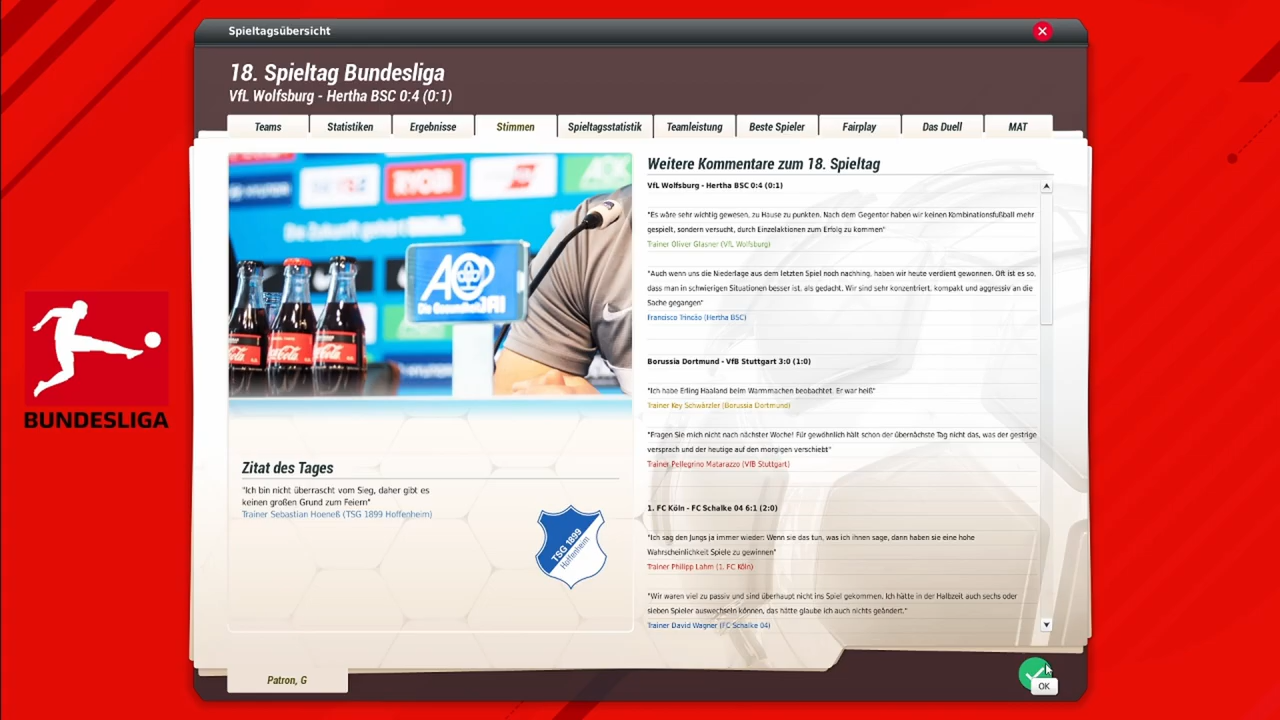 Spieltagsübersicht
18. Spieltag Bundesliga
VfL Wolfsburg - Hertha BSC 0:4 (0:1)
Teams
Statistiken
Ergebnisse
Stimmen
Spieltagsstatistik
Teamleistung
Beste Spieler
Fairplay
Das Duell
MAT
RYOBI
AOK
Die Zukunft gehört
AOK
Die Gesundheit
Coca-Cola
Zitat des Tages
"Ich bin nicht überrascht vom Sieg, daher gibt es
keinen großen Grund zum Feiern"
Trainer Sebastian Hoeneß (TSG 1899 Hoffenheim)
TSG 1899
Hoffenheim
Weitere Kommentare zum 18. Spieltag
VfL Wolfsburg - Hertha BSC 0:4 (0:1)
"Es wäre sehr wichtig gewesen, zu Hause zu punkten. Nach dem Gegentor haben wir keinen Kombinationsfußball mehr
gespielt, sondern versucht, durch Einzelaktionen zum Erfolg zu kommen"
Trainer Oliver Glasner (VfL Wolfsburg)
"Auch wenn uns die Niederlage aus dem letzten Spiel noch nachhing, haben wir heute verdient gewonnen. Oft ist es so,
dass man in schwierigen Situationen besser ist, als gedacht. Wir sind sehr konzentriert, kompakt und aggressiv an die
Sache gegangen"
Francisco Trincão (Hertha BSC)
Borussia Dortmund - VfB Stuttgart 3:0 (1:0)
"Ich habe Erling Haaland beim Warmmachen beobachtet. Er war heiß"
Trainer Key Schwärzler (Borussia Dortmund)
"Fragen Sie mich nicht nach nächster Woche! Für gewöhnlich hält schon der übernächste Tag nicht das, was der gestrige
versprach und der heutige auf den morgigen verschiebt"
Trainer Pellegrino Matarazzo (VfB Stuttgart)
1. FC Köln - FC Schalke 04 6:1 (2:0)
"Ich sag den Jungs ja immer wieder: Wenn sie das tun, was ich ihnen sage, dann haben sie eine hohe
Wahrscheinlichkeit Spiele zu gewinnen"
Trainer Philipp Lahm (1. FC Köln)
"Wir waren viel zu passiv und sind überhaupt nicht ins Spiel gekommen. Ich hätte in der Halbzeit auch sechs oder
sieben Spieler auswechseln können, das hätte glaube ich auch nichts geändert."
Trainer David Wagner (FC Schalke 04)
BUNDESLIGA
Patron, G
OK